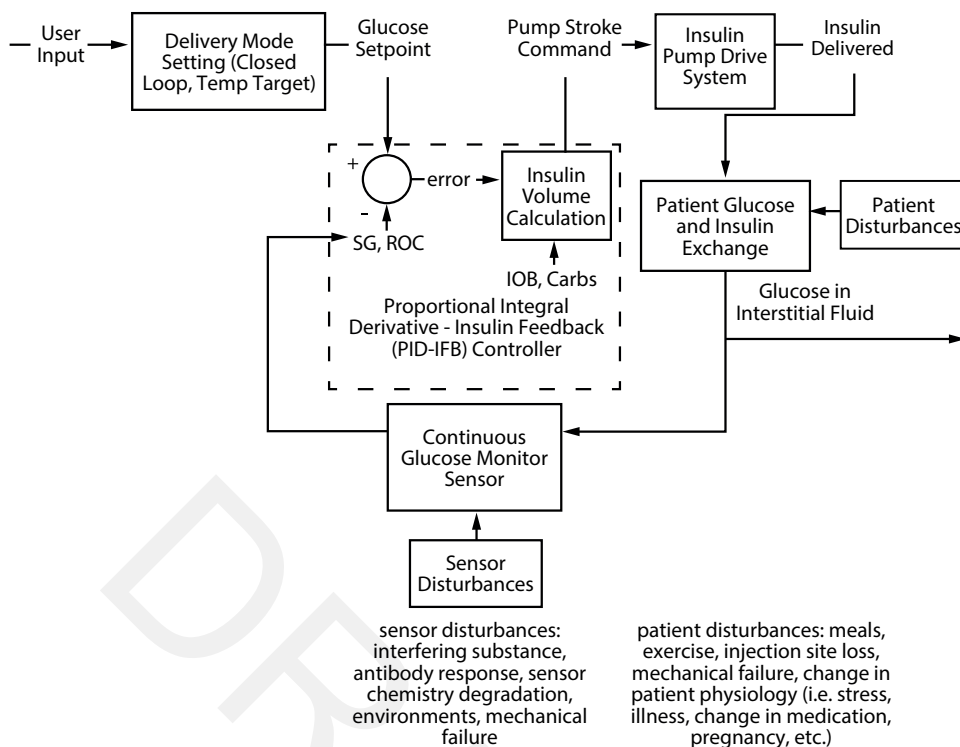 User
Input
Delivery Mode
Setting (Closed
Loop, Temp Target)
Glucose
Setpoint
Pump Stroke
Command
Insulin
Pump Drive
System
Insulin
Delivered
+
-
error
SG, ROC
Insulin
Volume
Calculation
IOB, Carbs
Proportional Integral
Derivative - Insulin Feedback
(PID-IFB) Controller
Patient Glucose
and Insulin
Exchange
Patient
Disturbances
Glucose in
Interstitial Fluid
Continuous
Glucose Monitor
Sensor
Sensor
Disturbances
sensor disturbances:
interfering substance,
antibody response, sensor
chemistry degradation,
environments, mechanical
failure
patient disturbances: meals,
exercise, injection site loss,
mechanical failure, change in
patient physiology (i.e. stress,
illness, change in medication,
pregnancy, etc.)
DR